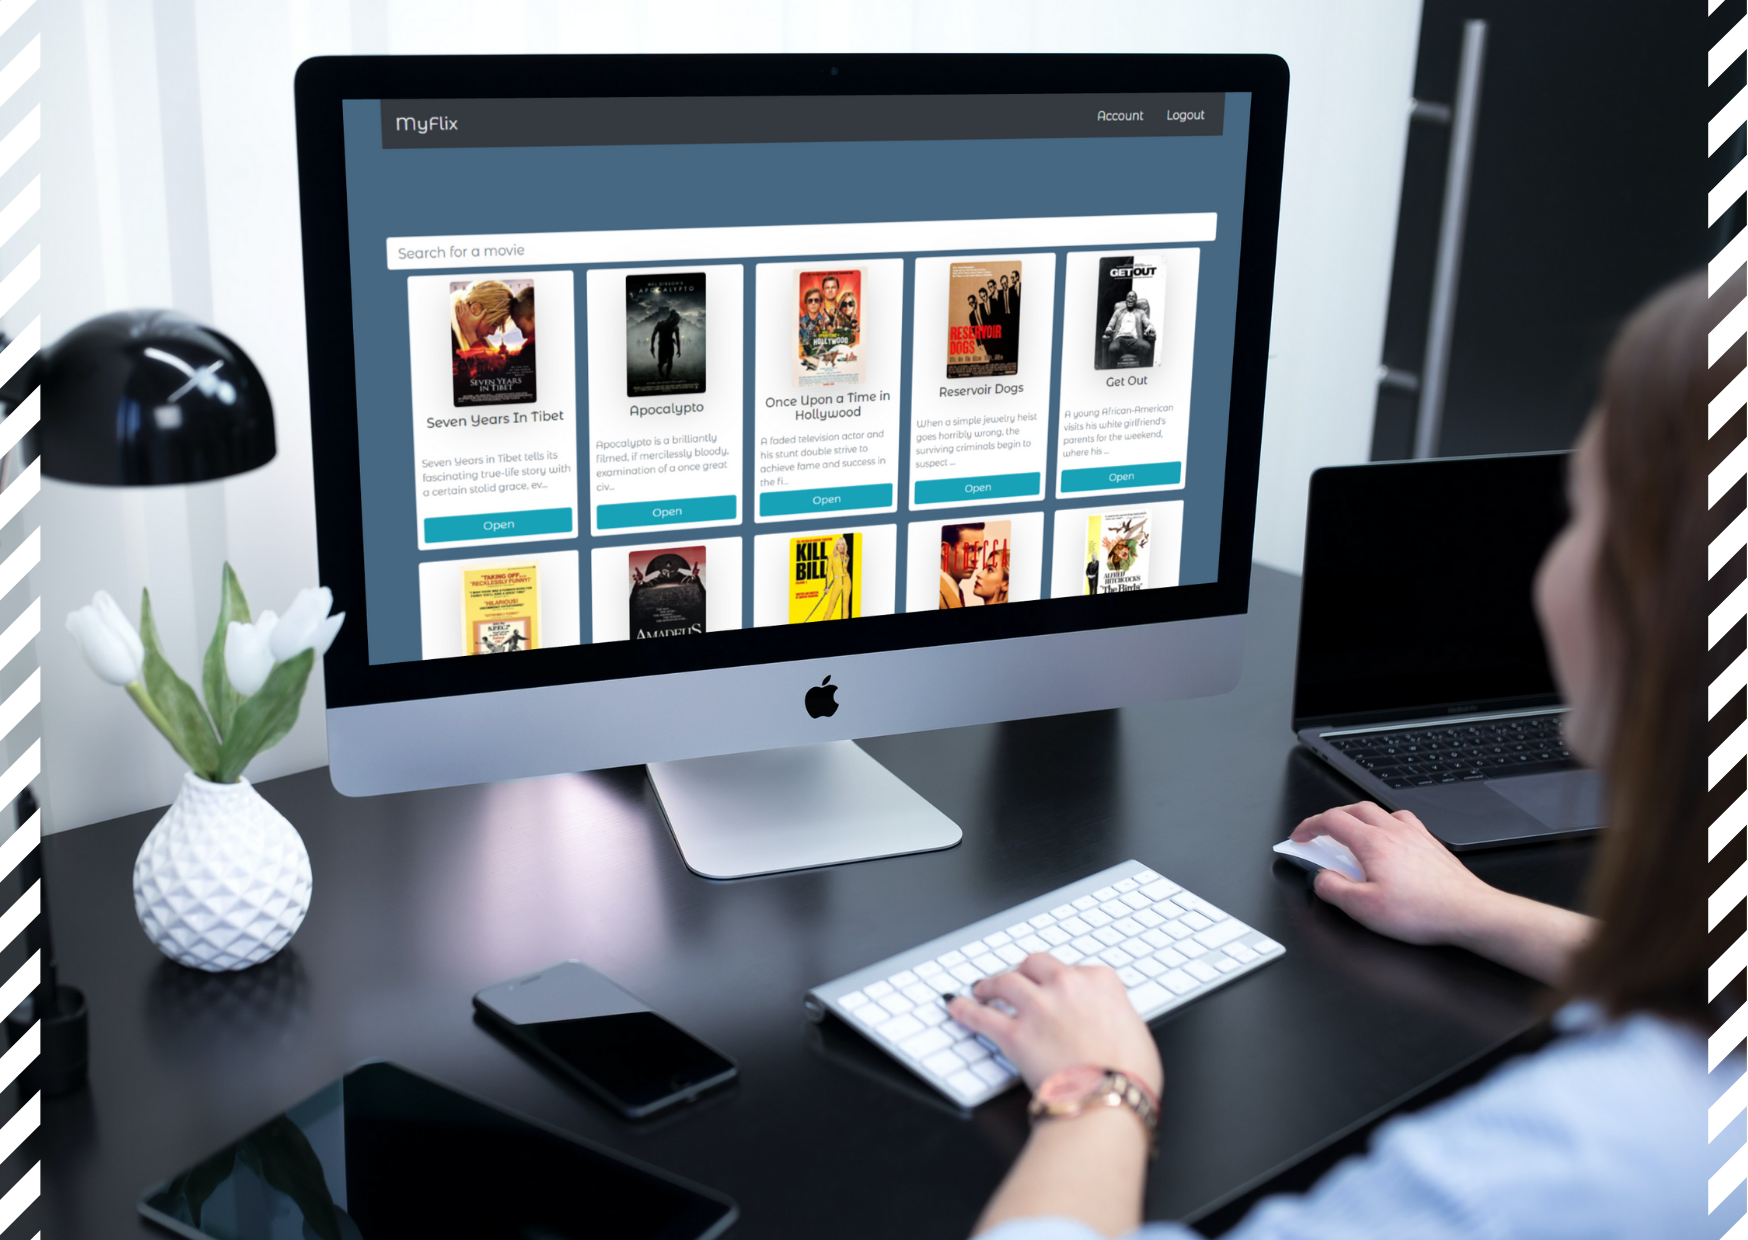 MyFlix
Account
Logout
Search for a movie
SEVEN YEARS
IN TIBET
Seven Years In Tibet
Seven Years in Tibet tells its
fascinating true-life story with
a certain stolid grace, ev...
Open
MEL GIBSON'S
APOCALYPTO
Apocalypto
Apocalypto is a brilliantly
filmed, if mercilessly bloody,
examination of a once great
civ...
Open
HOLLYWOOD
Once Upon a Time in
Hollywood
A faded television actor and
his stunt double strive to
achieve fame and success in
the fi...
Open
RESERVOIR
DOGS
Reservoir Dogs
When a simple jewelry heist
goes horribly wrong, the
surviving criminals begin to
suspect ...
Open
GET OUT
Get Out
A young African-American
visits his white girlfriend's
parents for the weekend,
where his ...
Open
"TAKING OFF...
RECKLESSLY FUNNY!"
"HILARIOUS!
AMADEUS
KILL
BILL
REBECCA
ALFRED
HITCHCOCK'S
"The Birds"